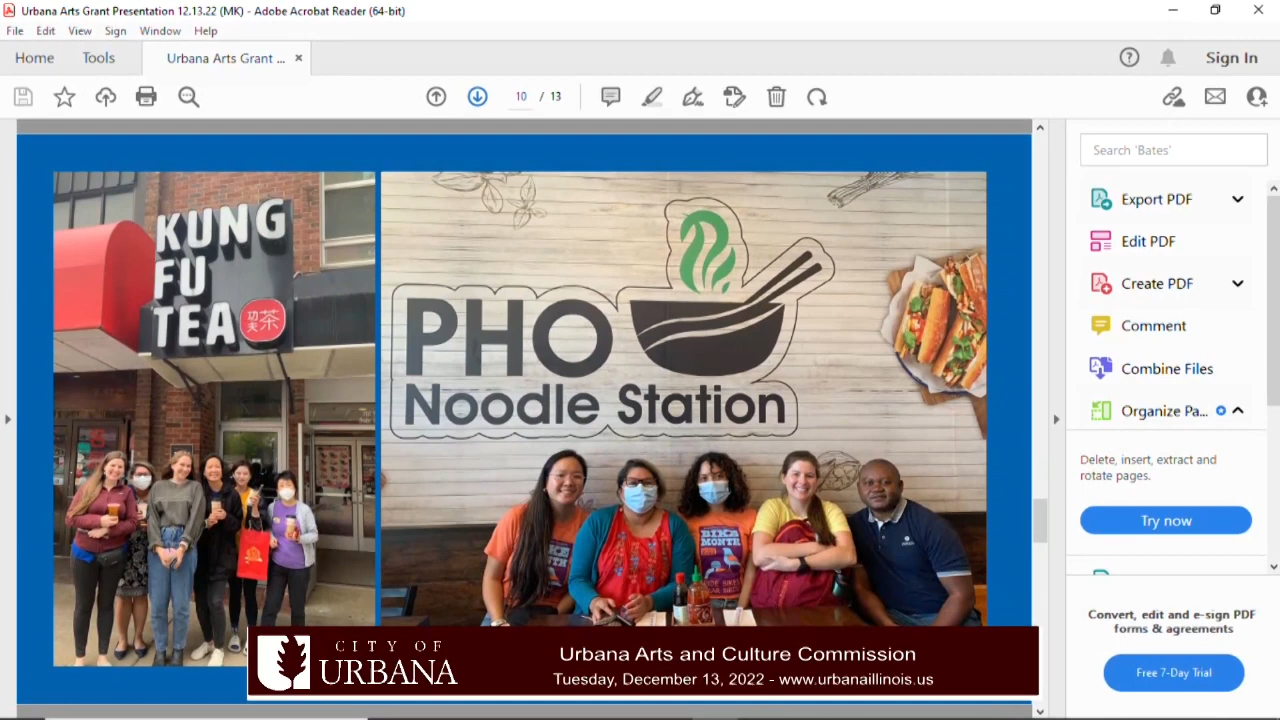 Urbana Arts Grant Presentation 12.13.22 (MK) - Adobe Acrobat Reader (64-bit)
File Edit View Sign Window Help
Home Tools Urbana Arts Grant ... ×
Sign In
10 / 13
Search 'Bates'
Export PDF
Edit PDF
Create PDF
Comment
Combine Files
Organize Pa...
Delete, insert, extract and
rotate pages.
Try now
Convert, edit and e-sign PDF
forms & agreements
Free 7-Day Trial
KUNG
FU
TEA
功夫茶
PHO
Noodle Station
BIKE
MONTH
CITY OF
URBANA
Urbana Arts and Culture Commission
Tuesday, December 13, 2022 - www.urbanaillinois.us